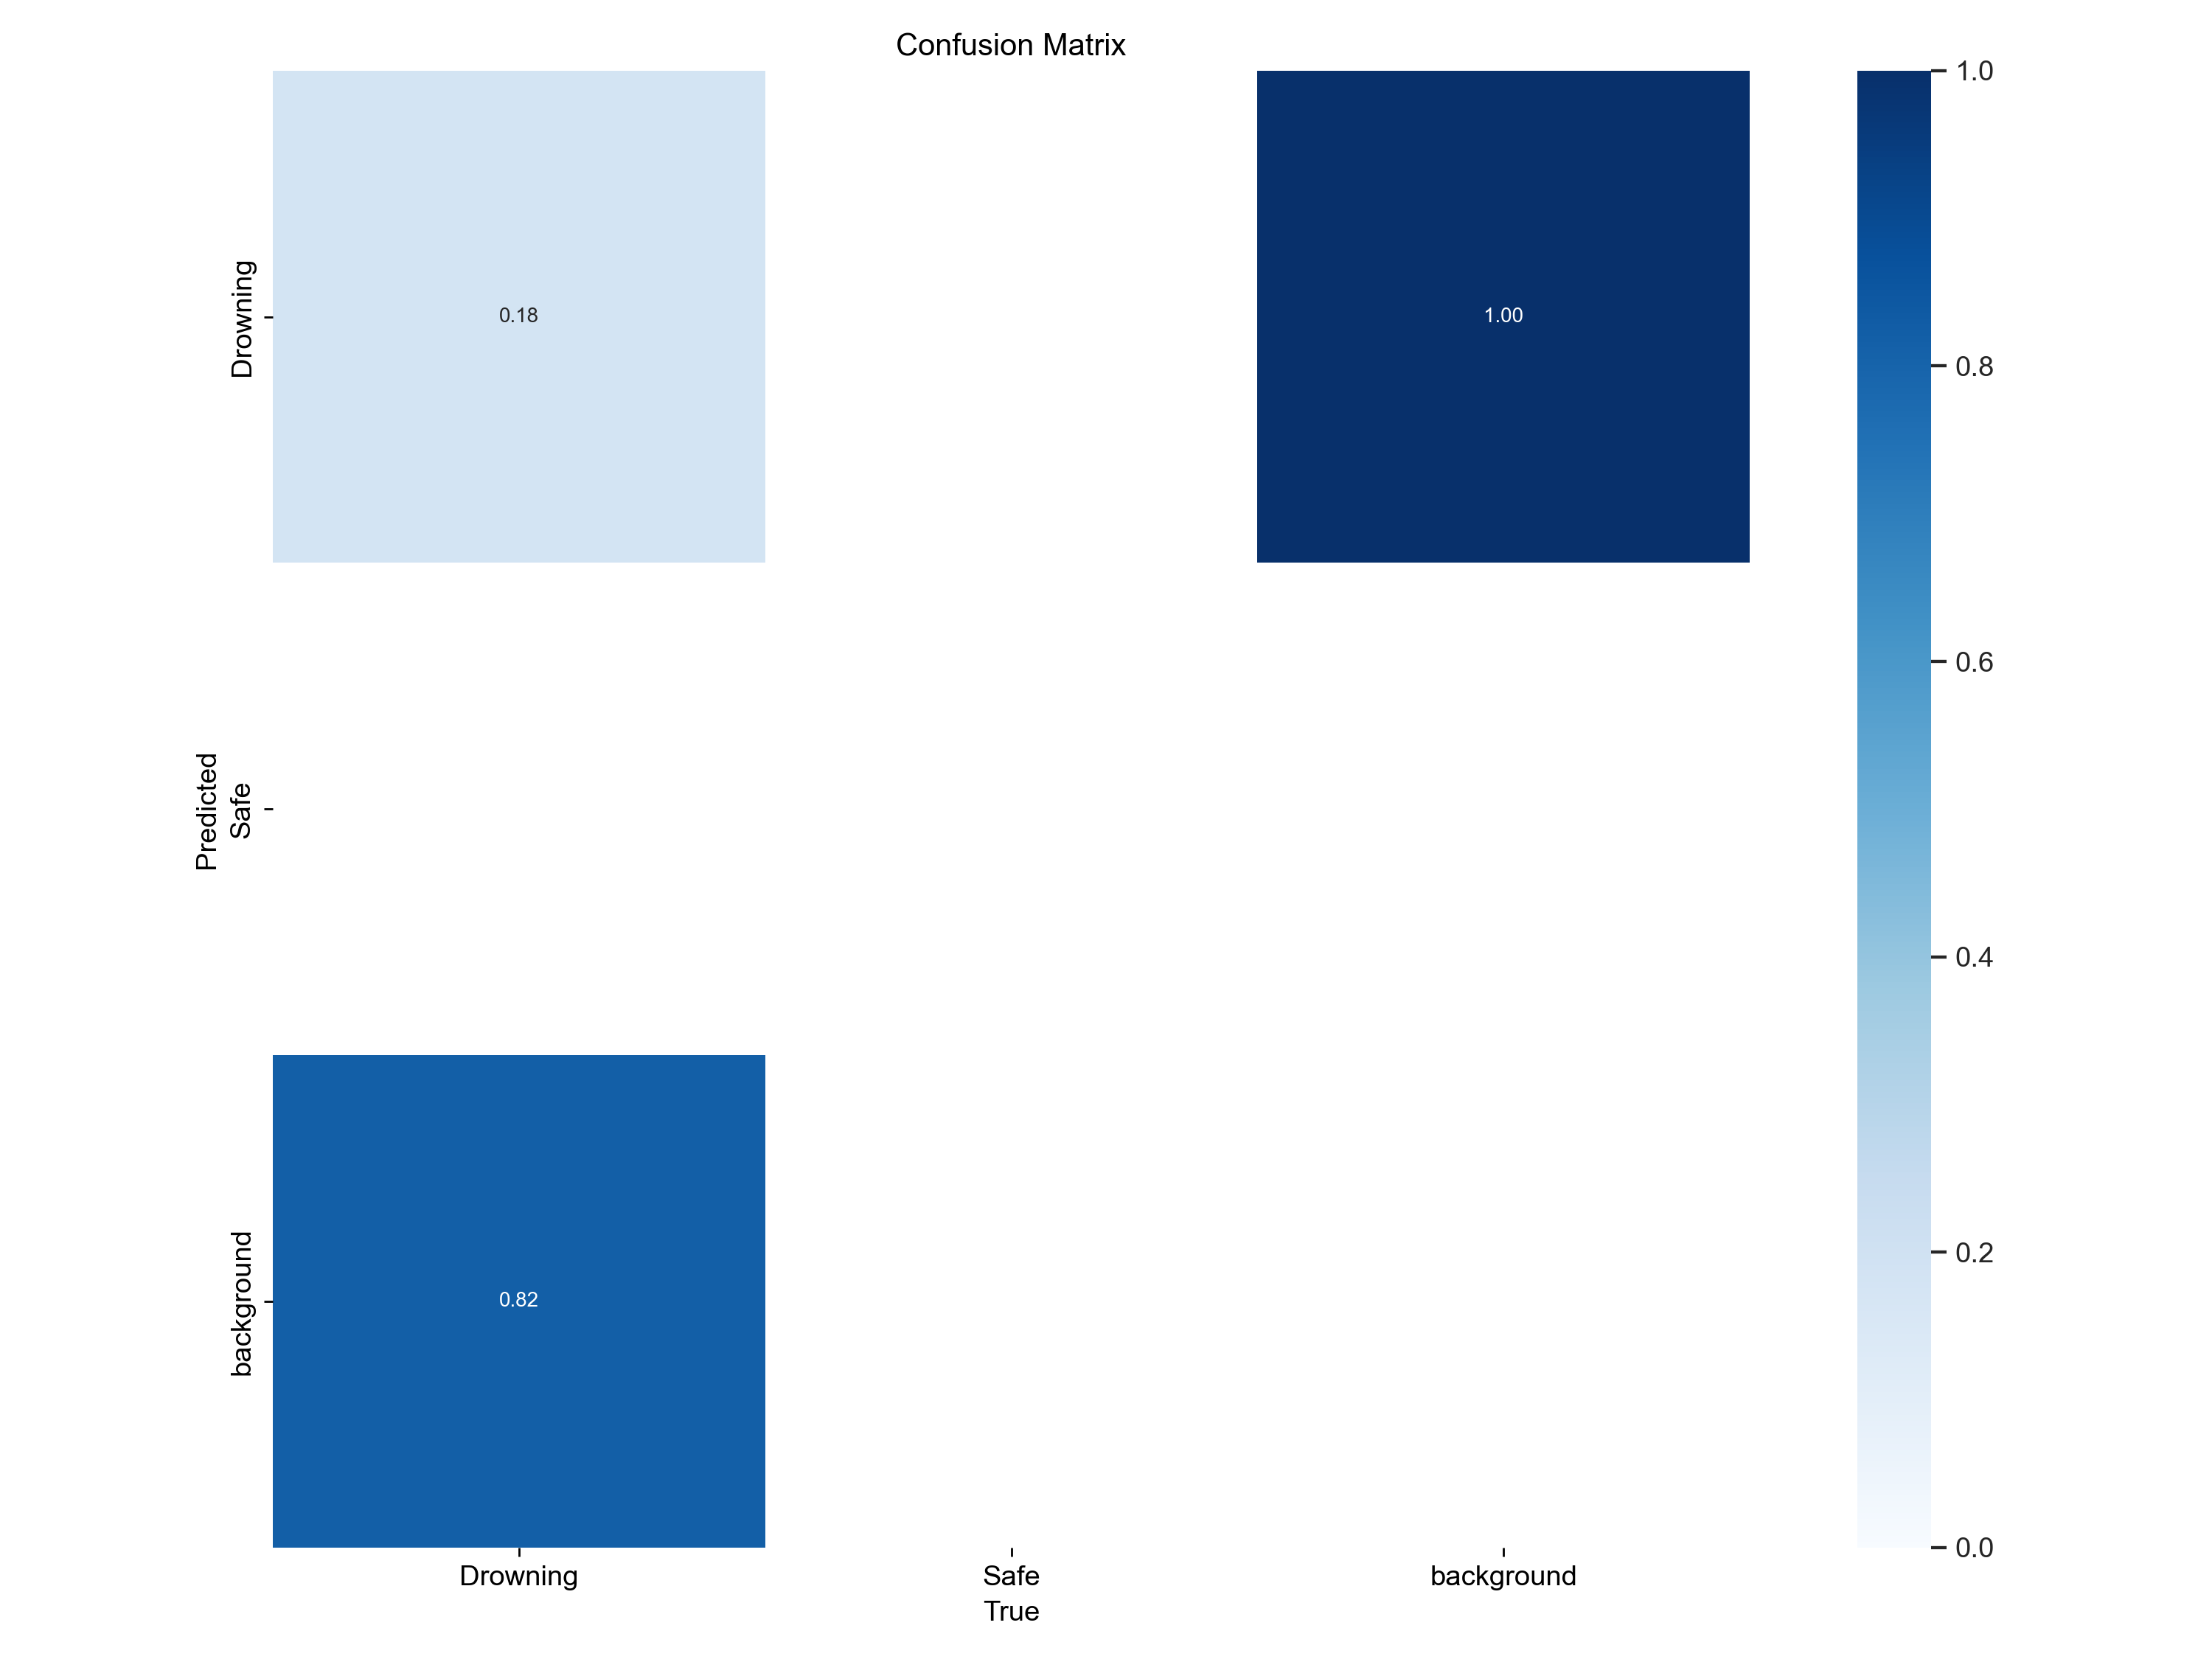 Confusion Matrix
Drowning
0.18
1.00
Predicted
Safe
background
0.82
Drowning
Safe
background
True
1.0
0.8
0.6
0.4
0.2
0.0